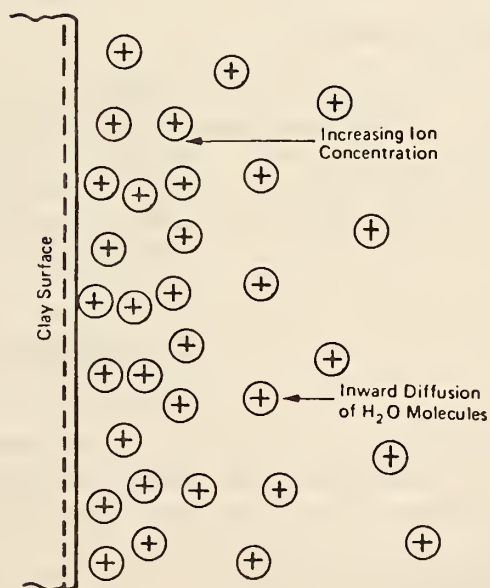 Increasing Ion
Concentration
Clay Surface
Inward Diffusion
of H₂O Molecules